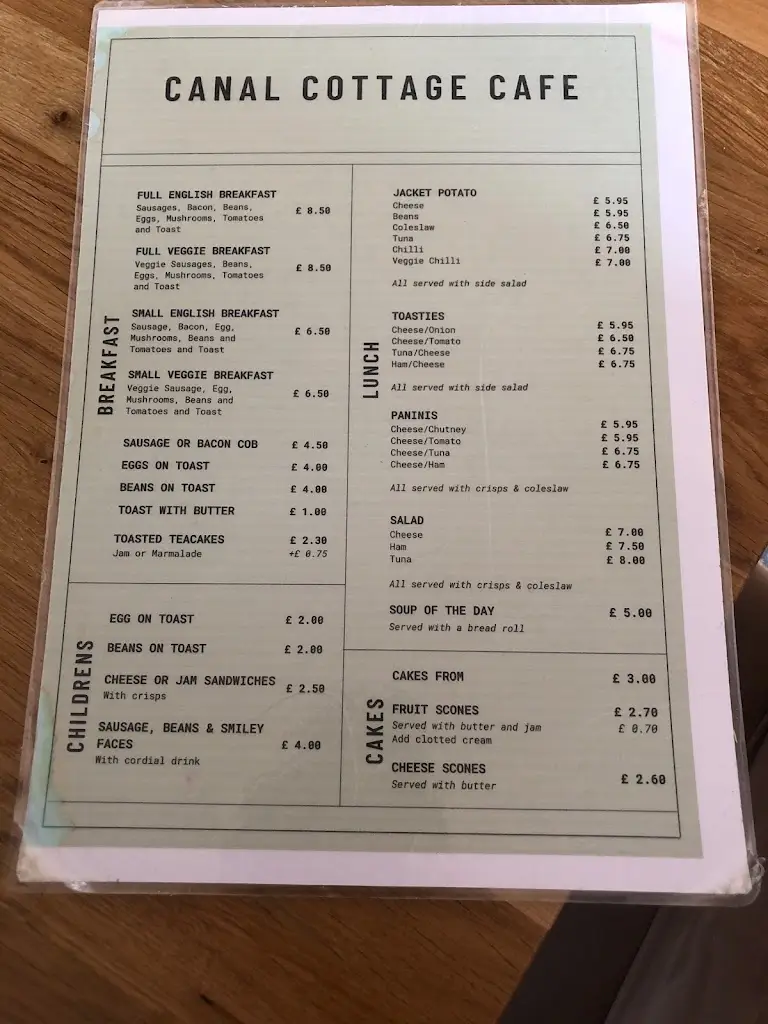 CANAL COTTAGE CAFE
BREAKFAST
FULL ENGLISH BREAKFAST
Sausages, Bacon, Beans,
Eggs, Mushrooms, Tomatoes £ 8.50
and Toast
FULL VEGGIE BREAKFAST
Veggie Sausages, Beans,
Eggs, Mushrooms, Tomatoes £ 8.50
and Toast
SMALL ENGLISH BREAKFAST
Sausage, Bacon, Egg,
Mushrooms, Beans and £ 6.50
Tomatoes and Toast
SMALL VEGGIE BREAKFAST
Veggie Sausage, Egg,
Mushrooms, Beans and £ 6.50
Tomatoes and Toast
SAUSAGE OR BACON COB £ 4.50
EGGS ON TOAST £ 4.00
BEANS ON TOAST £ 4.00
TOAST WITH BUTTER £ 1.00
TOASTED TEACAKES £ 2.30
Jam or Marmalade +£ 0.75
CHILDRENS
EGG ON TOAST £ 2.00
BEANS ON TOAST £ 2.00
CHEESE OR JAM SANDWICHES £ 2.50
With crisps
SAUSAGE, BEANS & SMILEY
FACES £ 4.00
With cordial drink
LUNCH
JACKET POTATO
Cheese £ 5.95
Beans £ 5.95
Coleslaw £ 6.50
Tuna £ 6.75
Chilli £ 7.00
Veggie Chilli £ 7.00
All served with side salad
TOASTIES
Cheese/Onion £ 5.95
Cheese/Tomato £ 6.50
Tuna/Cheese £ 6.75
Ham/Cheese £ 6.75
All served with side salad
PANINIS
Cheese/Chutney £ 5.95
Cheese/Tomato £ 5.95
Cheese/Tuna £ 6.75
Cheese/Ham £ 6.75
All served with crisps & coleslaw
SALAD
Cheese £ 7.00
Ham £ 7.50
Tuna £ 8.00
All served with crisps & coleslaw
SOUP OF THE DAY £ 5.00
Served with a bread roll
CAKES
CAKES FROM £ 3.00
FRUIT SCONES £ 2.70
Served with butter and jam £ 0.70
Add clotted cream
CHEESE SCONES £ 2.60
Served with butter